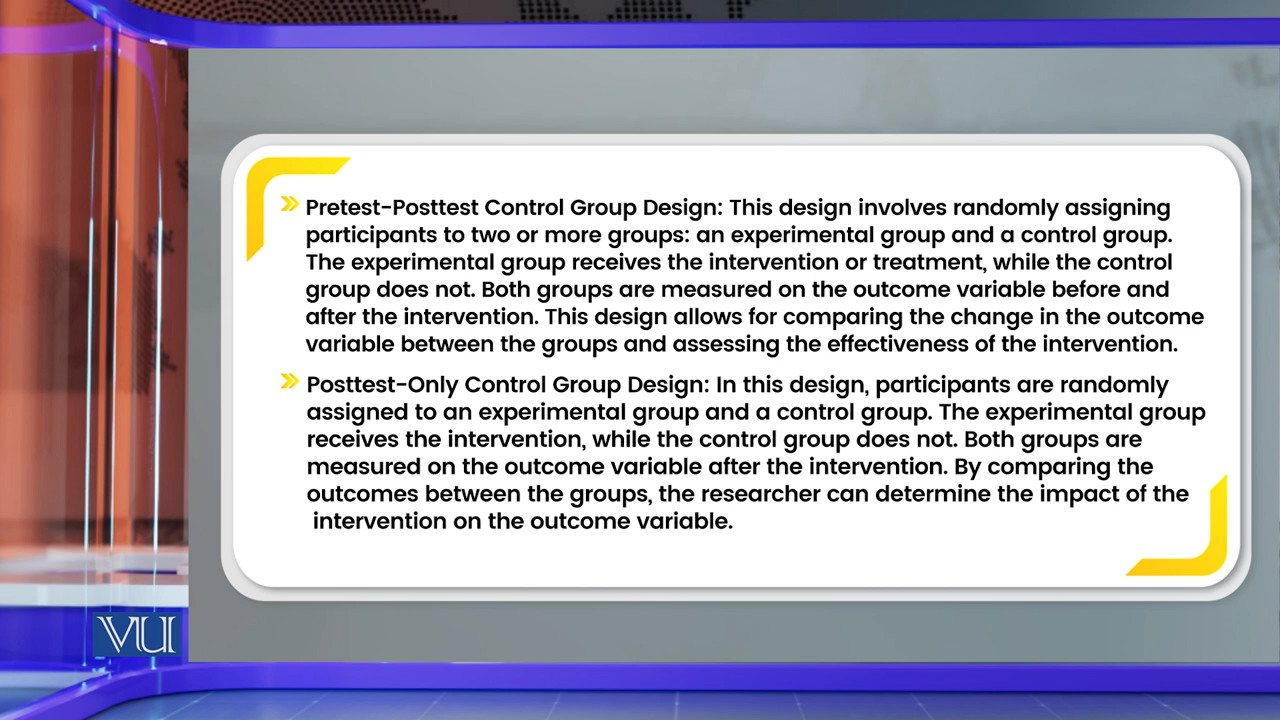 Pretest-Posttest Control Group Design: This design involves randomly assigning
participants to two or more groups: an experimental group and a control group.
The experimental group receives the intervention or treatment, while the control
group does not. Both groups are measured on the outcome variable before and
after the intervention. This design allows for comparing the change in the outcome
variable between the groups and assessing the effectiveness of the intervention.
Posttest-Only Control Group Design: In this design, participants are randomly
assigned to an experimental group and a control group. The experimental group
receives the intervention, while the control group does not. Both groups are
measured on the outcome variable after the intervention. By comparing the
outcomes between the groups, the researcher can determine the impact of the
intervention on the outcome variable.
VU